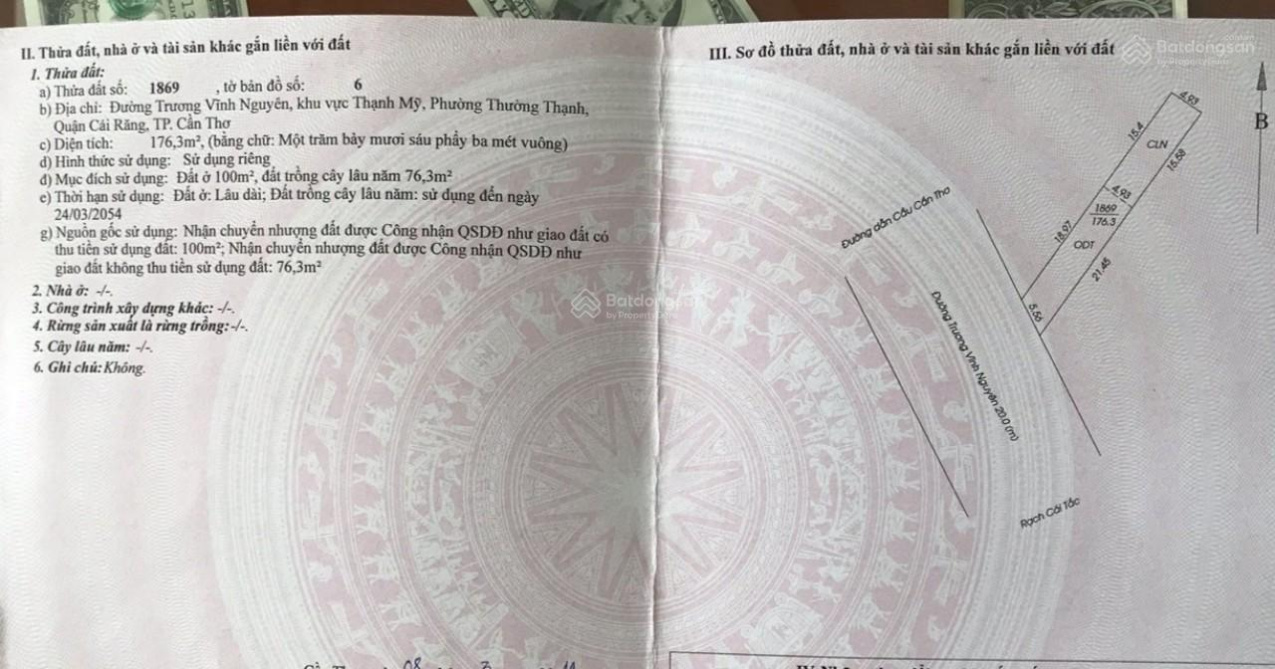 II. Thửa đất, nhà ở và tài sản khác gắn liền với đất
1. Thửa đất:
a) Thửa đất số: 1869 , tờ bản đồ số: 6
b) Địa chỉ: Đường Trương Vĩnh Nguyên, khu vực Thạnh Mỹ, Phường Thường Thạnh,
Quận Cái Răng, TP. Cần Thơ
c) Diện tích: 176,3m², (bằng chữ: Một trăm bảy mươi sáu phẩy ba mét vuông)
d) Hình thức sử dụng: Sử dụng riêng
đ) Mục đích sử dụng: Đất ở 100m², đất trồng cây lâu năm 76,3m²
e) Thời hạn sử dụng: Đất ở: Lâu dài; Đất trồng cây lâu năm: sử dụng đến ngày
24/03/2054
g) Nguồn gốc sử dụng: Nhận chuyển nhượng đất được Công nhận QSDĐ như giao đất có
thu tiền sử dụng đất: 100m²; Nhận chuyển nhượng đất được Công nhận QSDĐ như
giao đất không thu tiền sử dụng đất: 76,3m²
2. Nhà ở: -/-.
3. Công trình xây dựng khác: -/-.
4. Rừng sản xuất là rừng trồng:-/-.
5. Cây lâu năm: -/-.
6. Ghi chú: Không.
III. Sơ đồ thửa đất, nhà ở và tài sản khác gắn liền với đất
Batdongsan
by PropertyGuru
B
4.93
15.4
CLN
16.58
4.93
1869
176.3
18.97
ODT
21.45
5.56
Đường dẫn Cầu Cần Thơ
Đường Trương Vĩnh Nguyên 20.0 (m)
Rạch Cái Tắc
Batdong
by Property
08